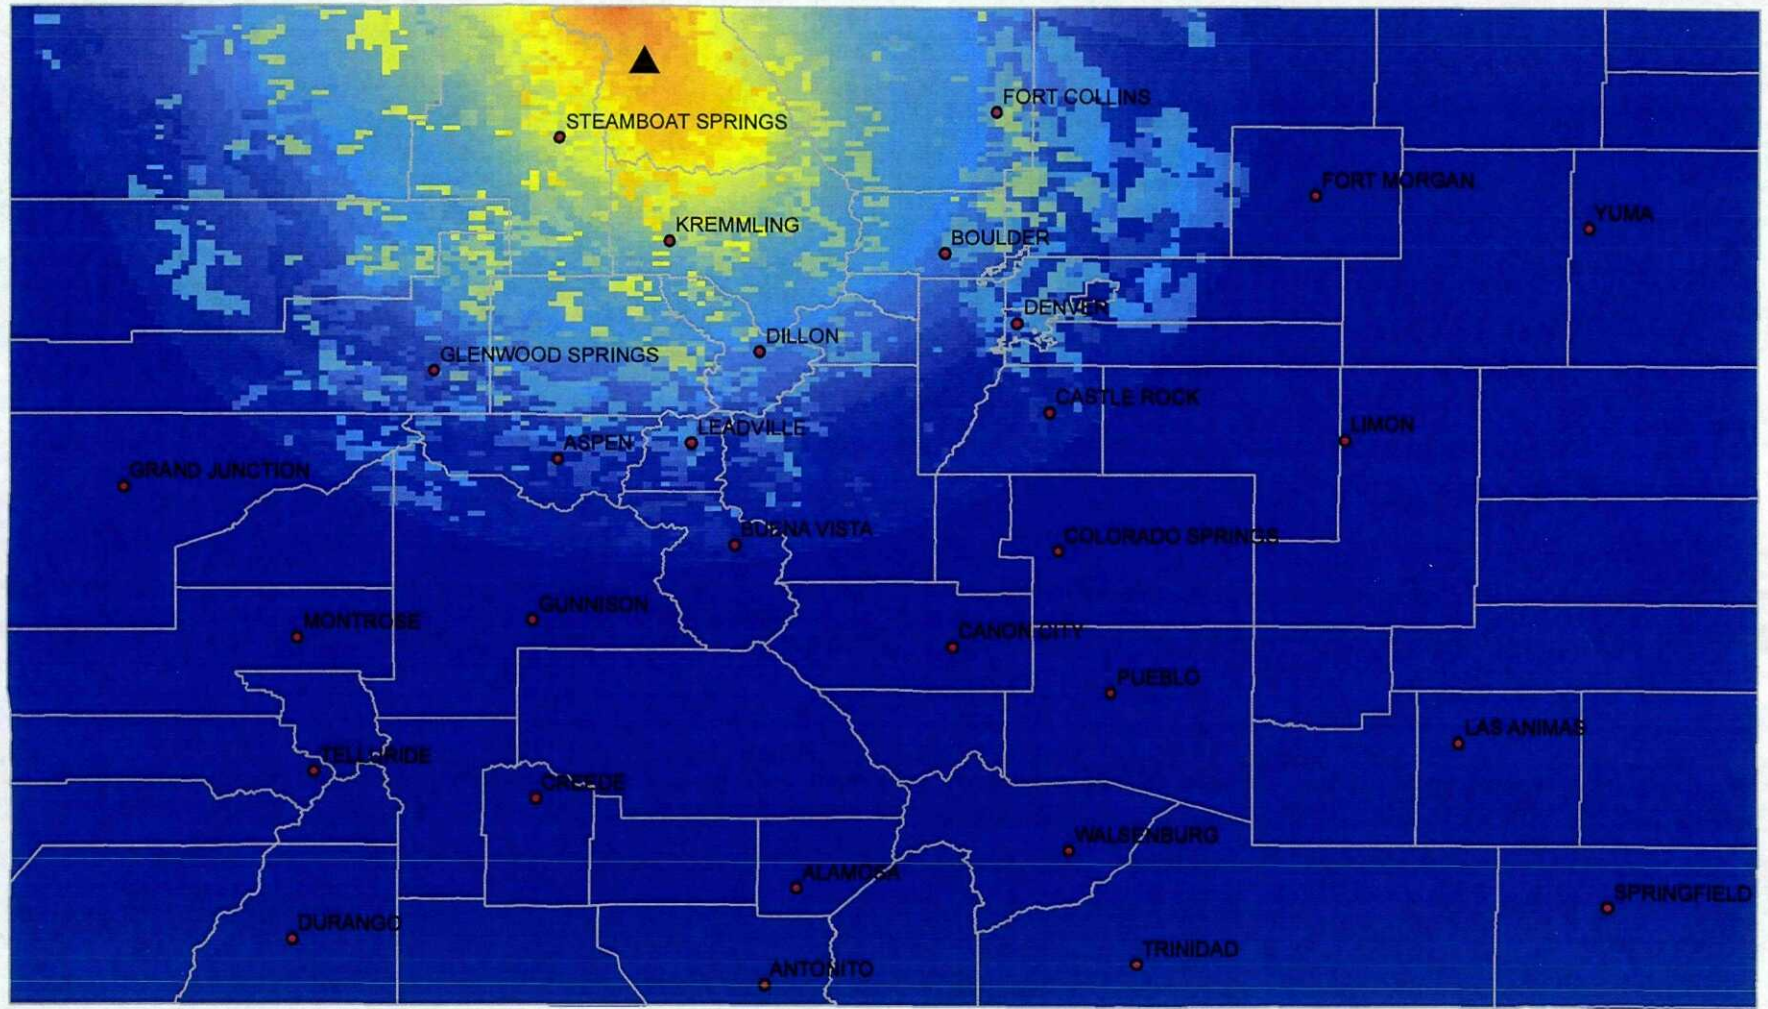 FORT COLLINS
STEAMBOAT SPRINGS
FORT MORGAN
YUMA
KREMMLING
BOULDER
DENVER
DILLON
GLENWOOD SPRINGS
CASTLE ROCK
LIMON
LEADVILLE
ASPEN
GRAND JUNCTION
BUENA VISTA
COLORADO SPRINGS
GUNNISON
MONTROSE
CANON CITY
PUEBLO
LAS ANIMAS
TELLURIDE
CREEDE
WALSENBURG
ALAMOSA
SPRINGFIELD
DURANGO
TRINIDAD
ANTONITO